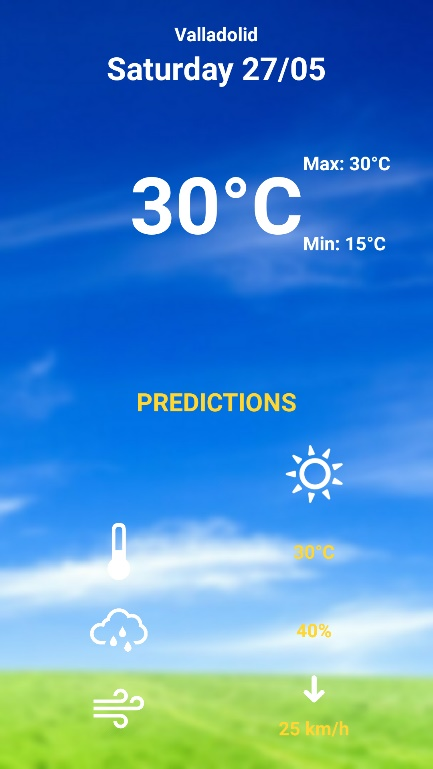 Valladolid
Saturday 27/05
Max: 30°C
30°C
Min: 15°C
PREDICTIONS
30°C
40%
25 km/h